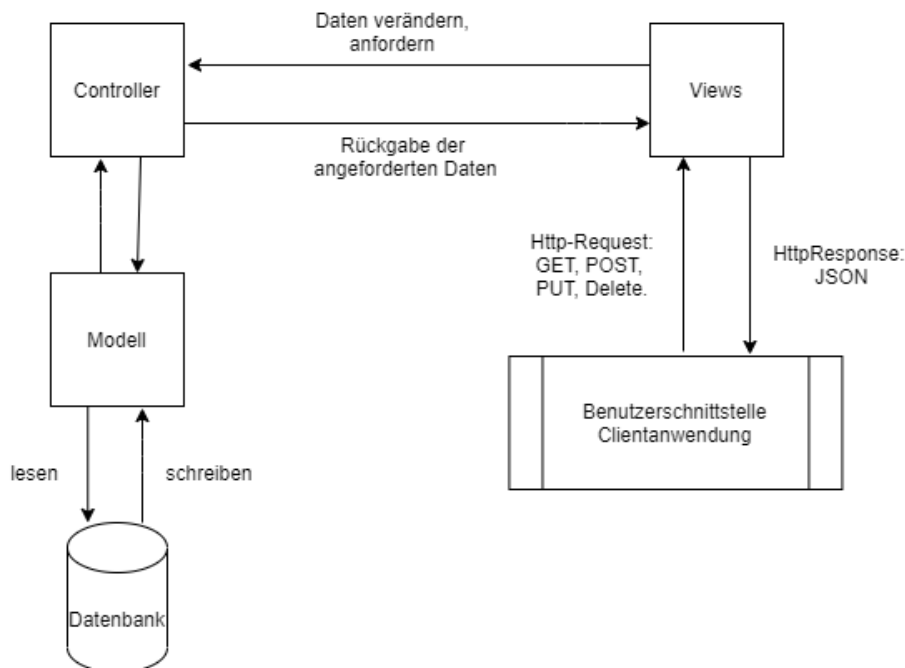 Daten verändern,
anfordern
Controller
Views
Rückgabe der
angeforderten Daten
Http-Request:
GET, POST,
PUT, Delete.
HttpResponse:
JSON
Modell
Benutzerschnittstelle
Clientanwendung
lesen
schreiben
Datenbank